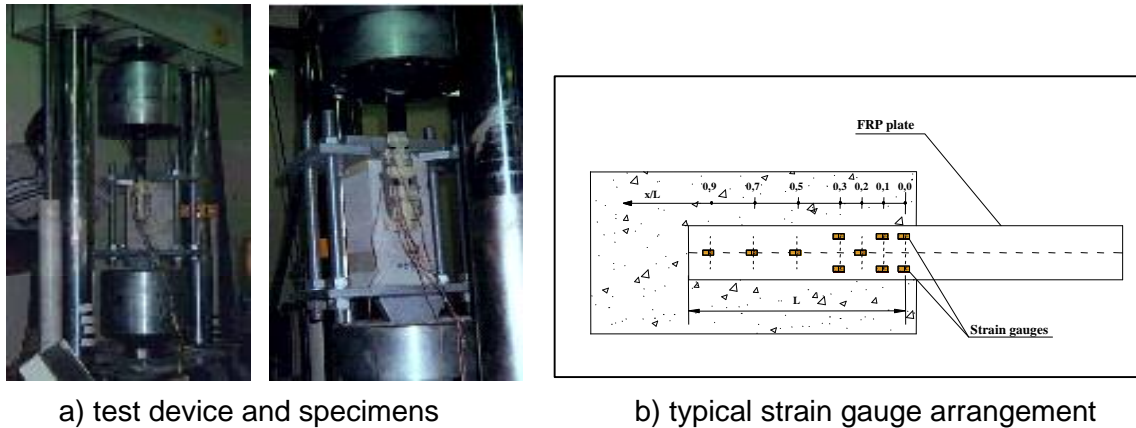 FRP plate
0,9 0,7 0,5 0,3 0,2 0,1 0,0
x/L
L
Strain gauges
a) test device and specimens
b) typical strain gauge arrangement